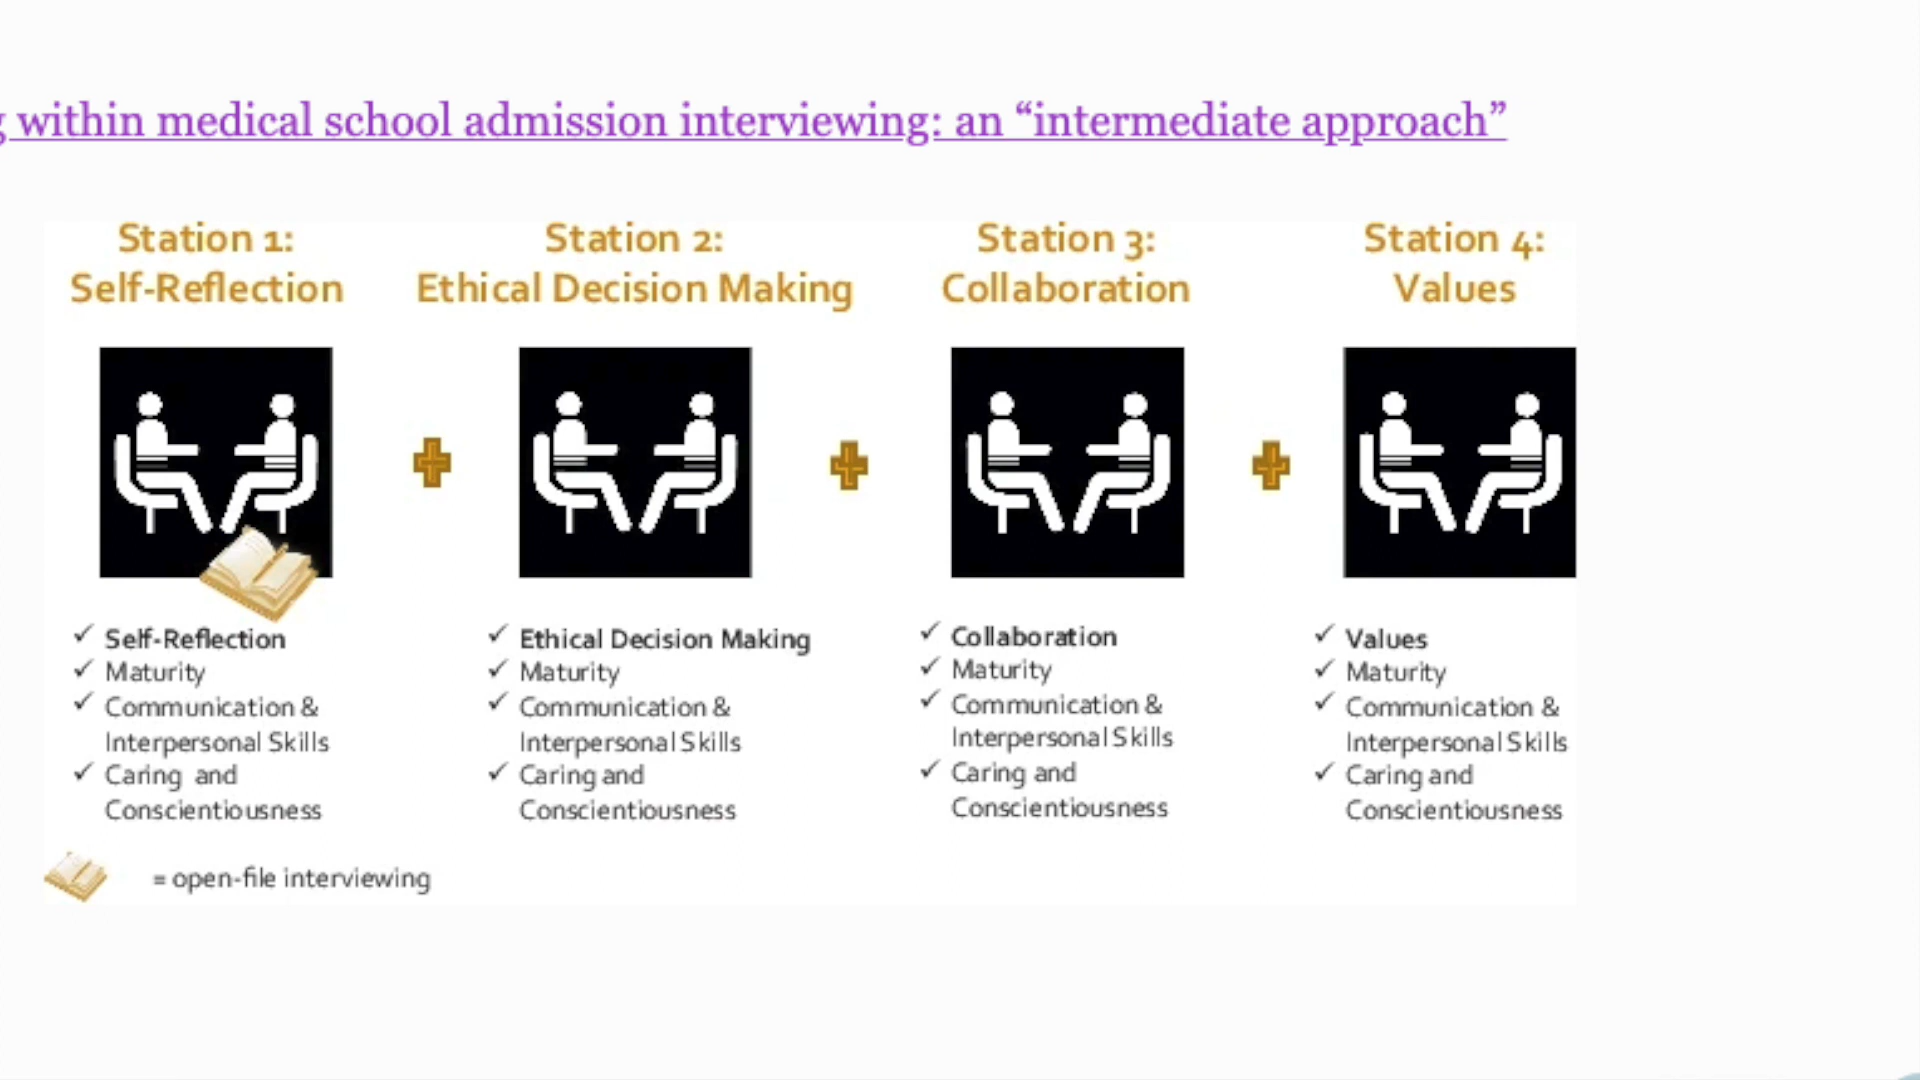 within medical school admission interviewing: an “intermediate approach”
Station 1:
Self-Reflection
Station 2:
Ethical Decision Making
Station 3:
Collaboration
Station 4:
Values
✓ Self-Reflection
✓ Maturity
✓ Communication &
Interpersonal Skills
✓ Caring and
Conscientiousness
✓ Ethical Decision Making
✓ Maturity
✓ Communication &
Interpersonal Skills
✓ Caring and
Conscientiousness
✓ Collaboration
✓ Maturity
✓ Communication &
Interpersonal Skills
✓ Caring and
Conscientiousness
✓ Values
✓ Maturity
✓ Communication &
Interpersonal Skills
✓ Caring and
Conscientiousness
= open-file interviewing